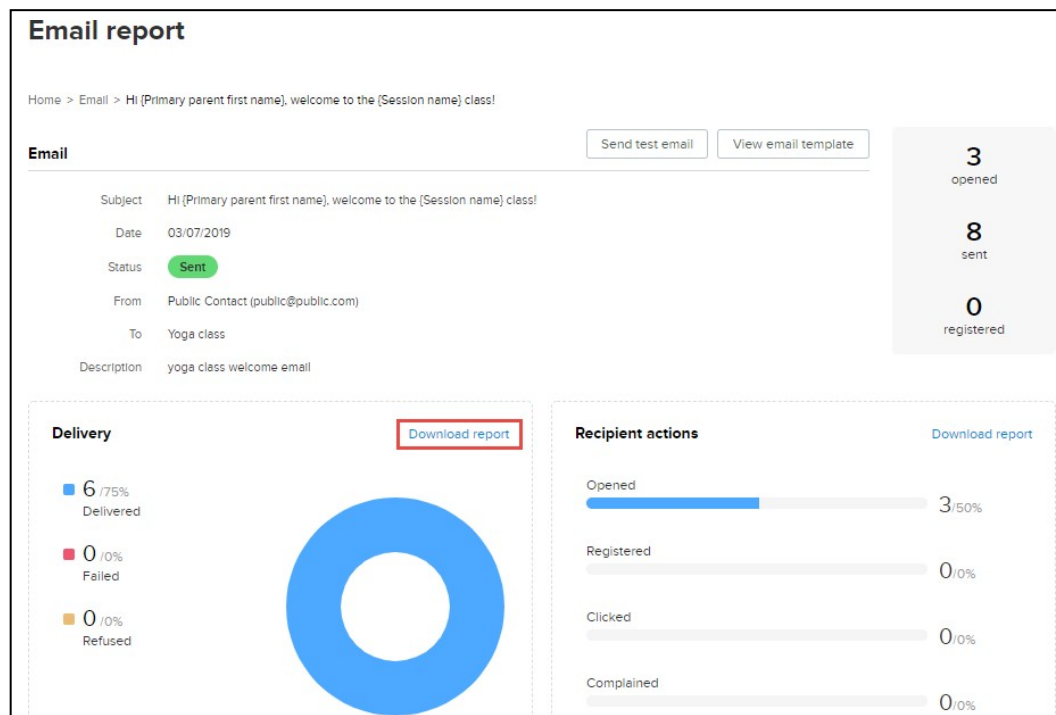 Email report
Home > Email > Hi {Primary parent first name}, welcome to the {Session name} class!
Email
Send test email
View email template
Subject Hi {Primary parent first name}, welcome to the {Session name} class!
Date 03/07/2019
Status Sent
From Public Contact (public@public.com)
To Yoga class
Description yoga class welcome email
3
opened
8
sent
0
registered
Delivery Download report
6 /75%
Delivered
0 /0%
Failed
0 /0%
Refused
Recipient actions Download report
Opened
3/50%
Registered
0/0%
Clicked
0/0%
Complained
0/0%